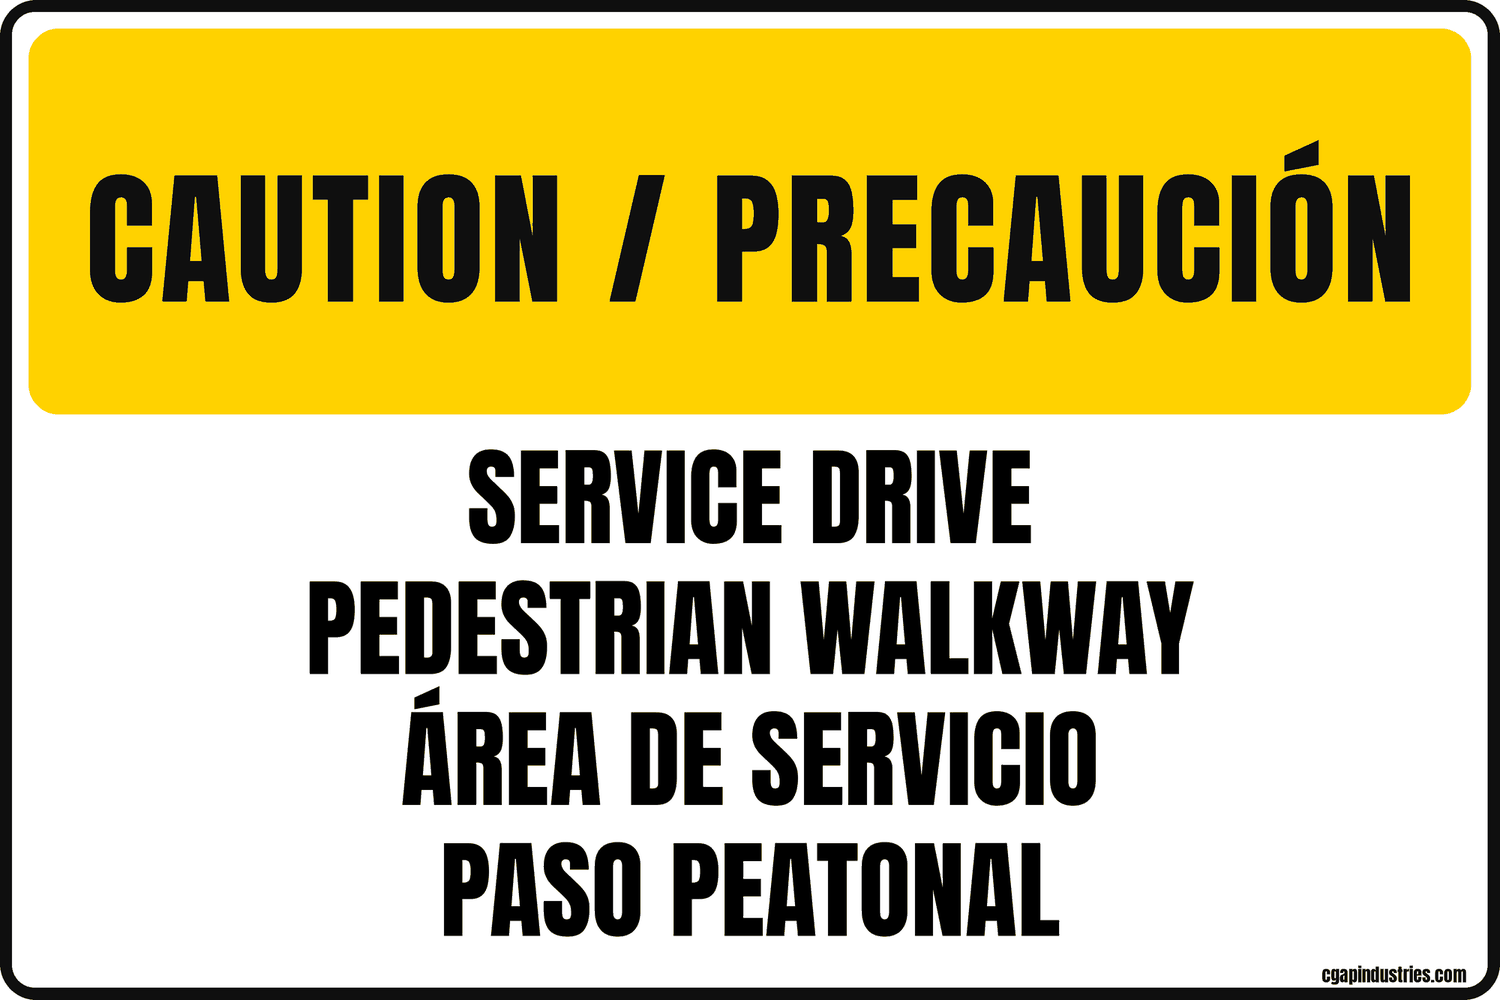 CAUTION / PRECAUCIÓN
SERVICE DRIVE
PEDESTRIAN WALKWAY
ÁREA DE SERVICIO
PASO PEATONAL
cgapindustries.com